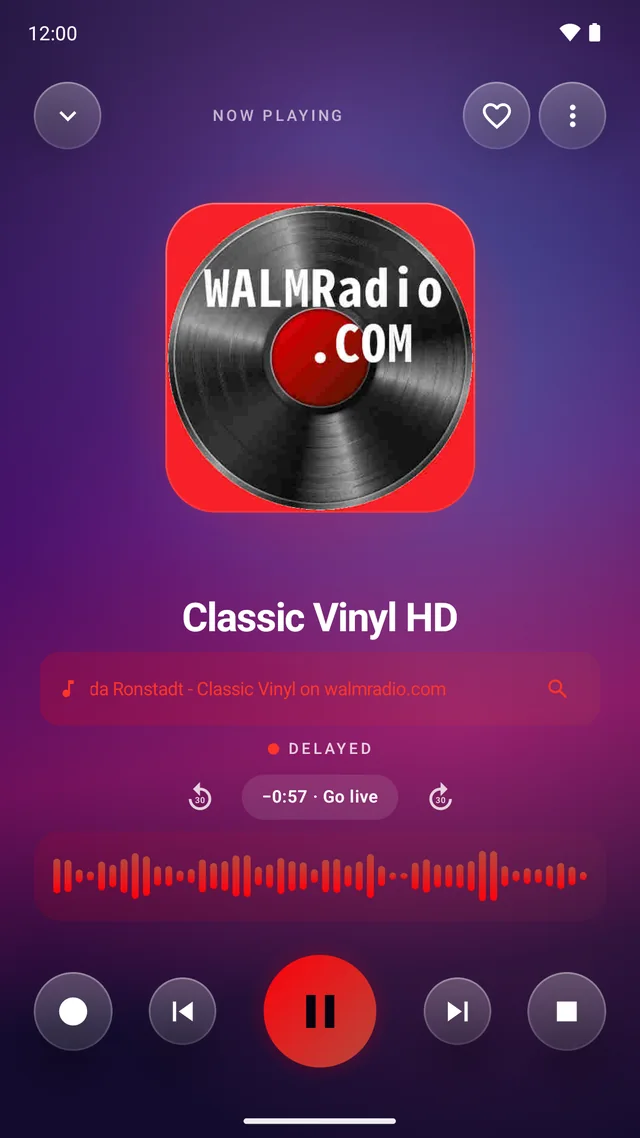 12:00
NOW PLAYING
WALMRadio
.COM
Classic Vinyl HD
da Ronstadt - Classic Vinyl on walmradio.com
DELAYED
30
−0:57 · Go live
30